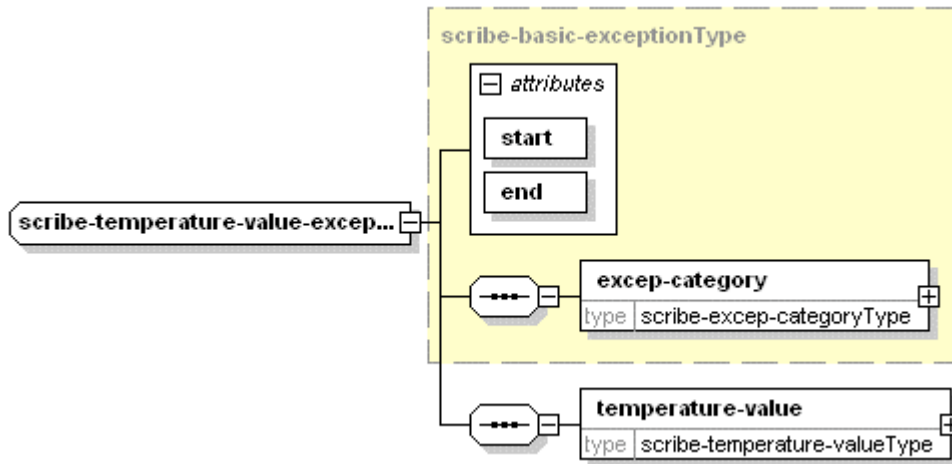 scribe-basic-exceptionType
attributes
start
end
scribe-temperature-value-excep...
excep-category
type scribe-excep-categoryType
temperature-value
type scribe-temperature-valueType